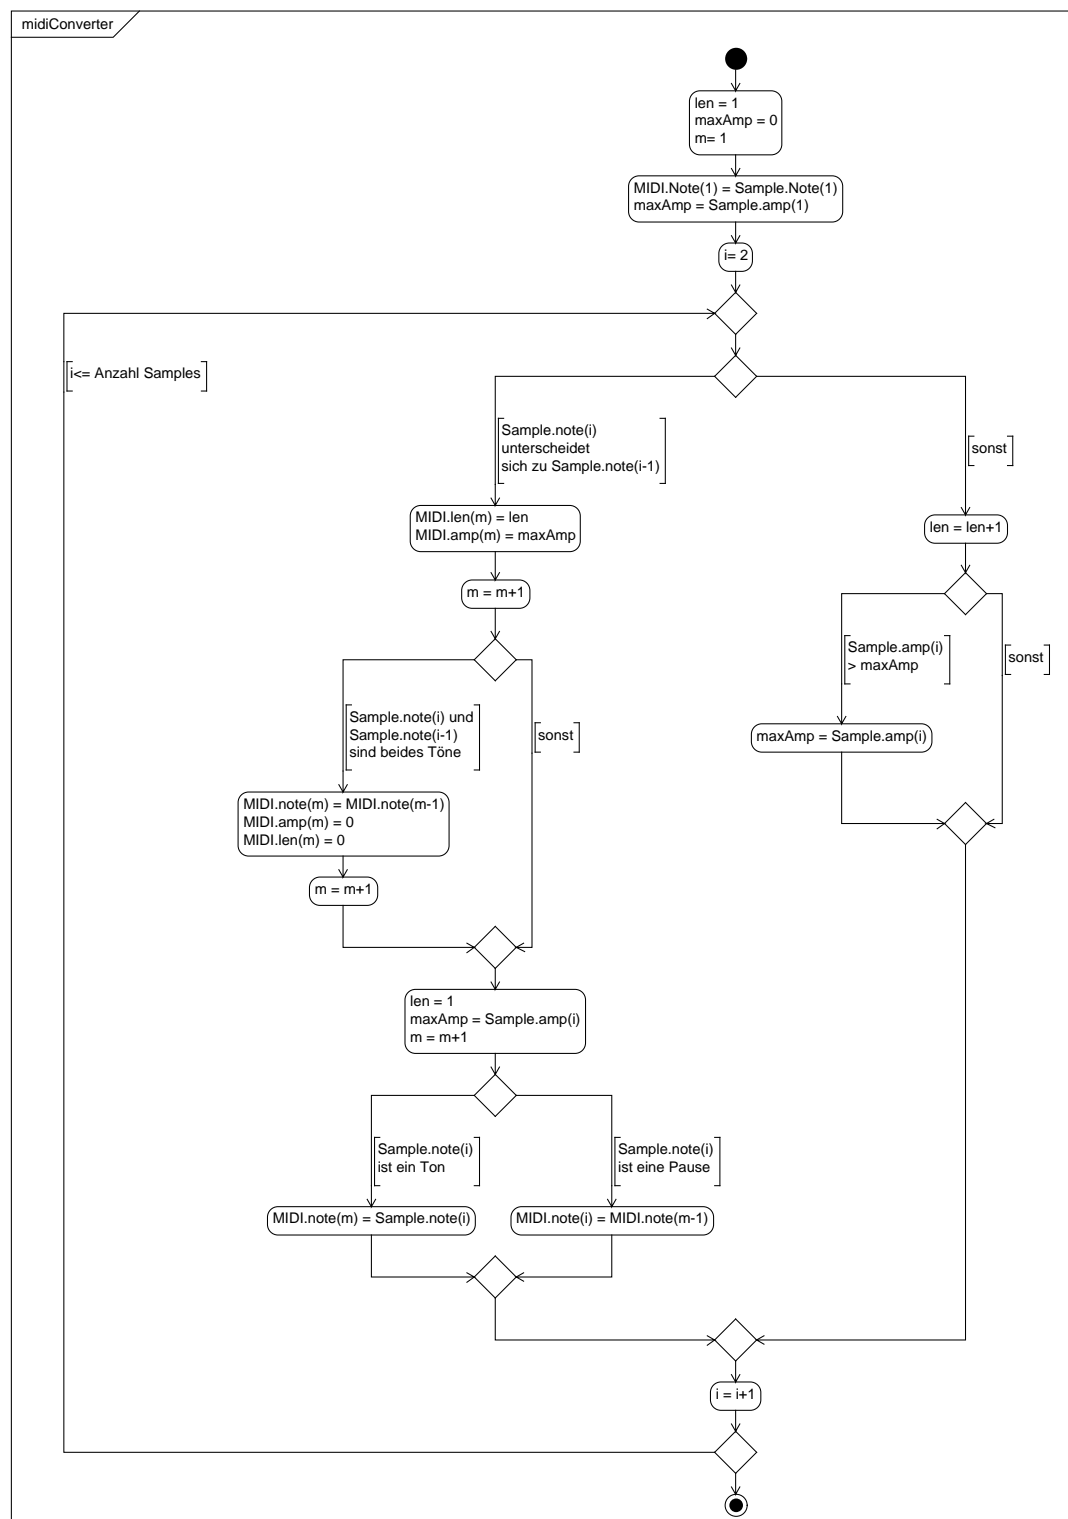 midiConverter
len = 1
maxAmp = 0
m= 1
MIDI.Note(1) = Sample.Note(1)
maxAmp = Sample.amp(1)
i= 2
i<= Anzahl Samples
Sample.note(i)
unterscheidet
sich zu Sample.note(i-1)
sonst
MIDI.len(m) = len
MIDI.amp(m) = maxAmp
len = len+1
m = m+1
Sample.amp(i)
> maxAmp
sonst
Sample.note(i) und
Sample.note(i-1)
sind beides Töne
sonst
maxAmp = Sample.amp(i)
MIDI.note(m) = MIDI.note(m-1)
MIDI.amp(m) = 0
MIDI.len(m) = 0
m = m+1
len = 1
maxAmp = Sample.amp(i)
m = m+1
Sample.note(i)
ist ein Ton
Sample.note(i)
ist eine Pause
MIDI.note(m) = Sample.note(i)
MIDI.note(i) = MIDI.note(m-1)
i = i+1